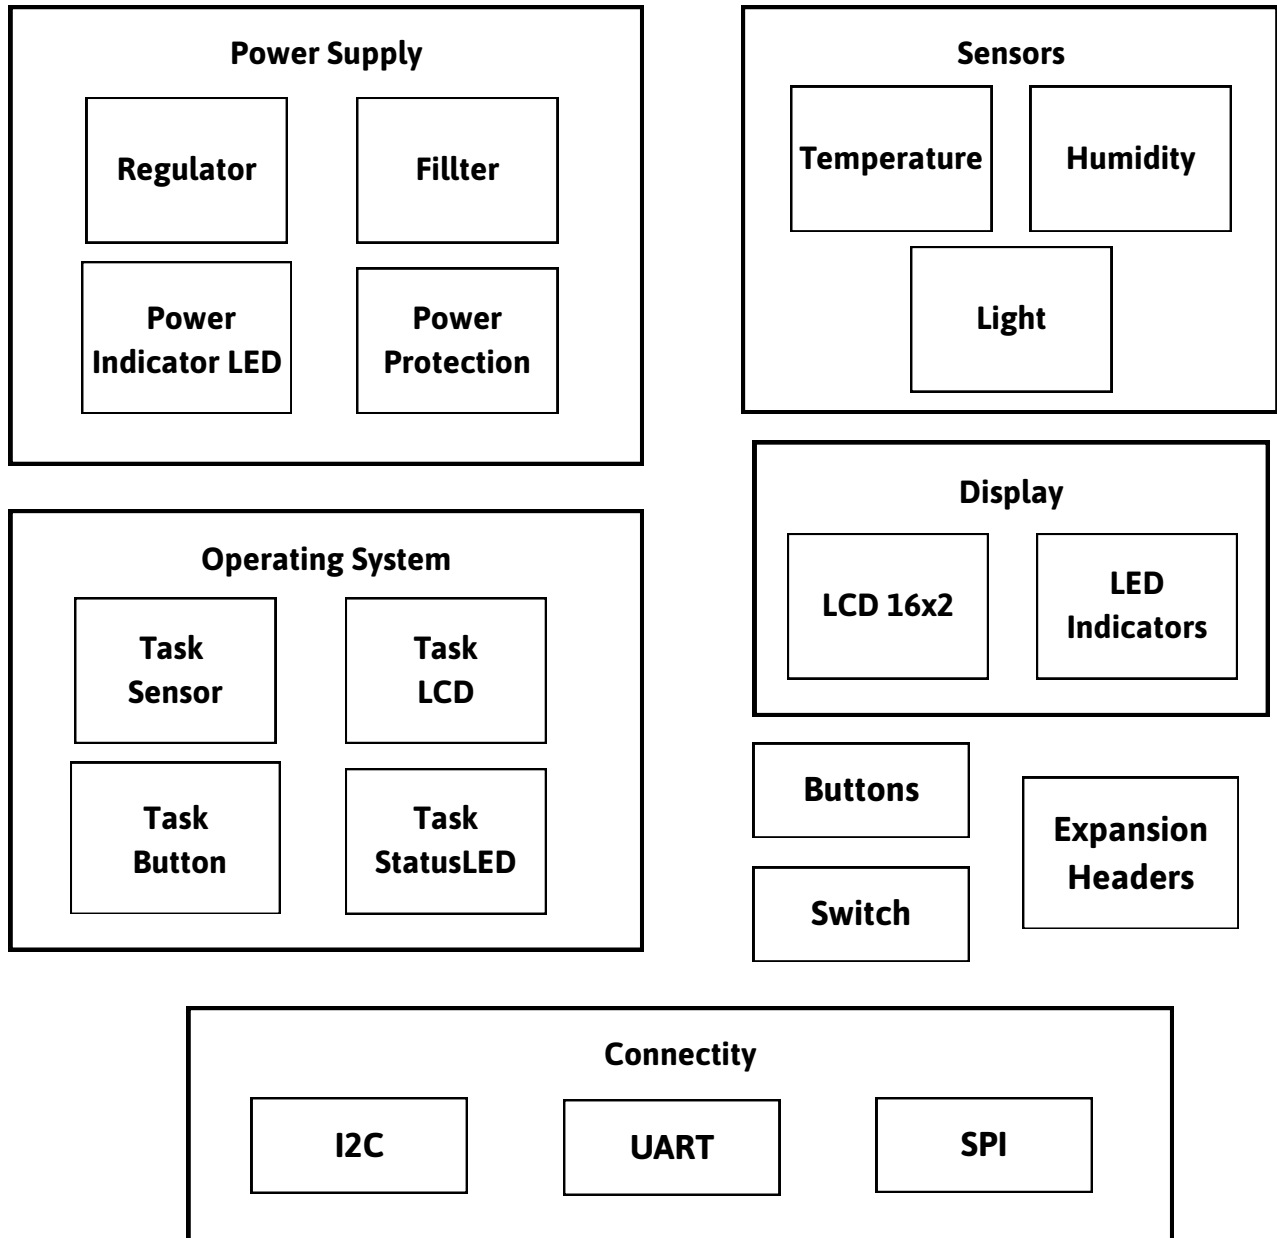 Power Supply
Regulator
Fillter
Power
Indicator LED
Power
Protection
Sensors
Temperature
Humidity
Light
Operating System
Task
Sensor
Task
LCD
Task
Button
Task
StatusLED
Display
LCD 16x2
LED
Indicators
Buttons
Switch
Expansion
Headers
Connectity
I2C
UART
SPI